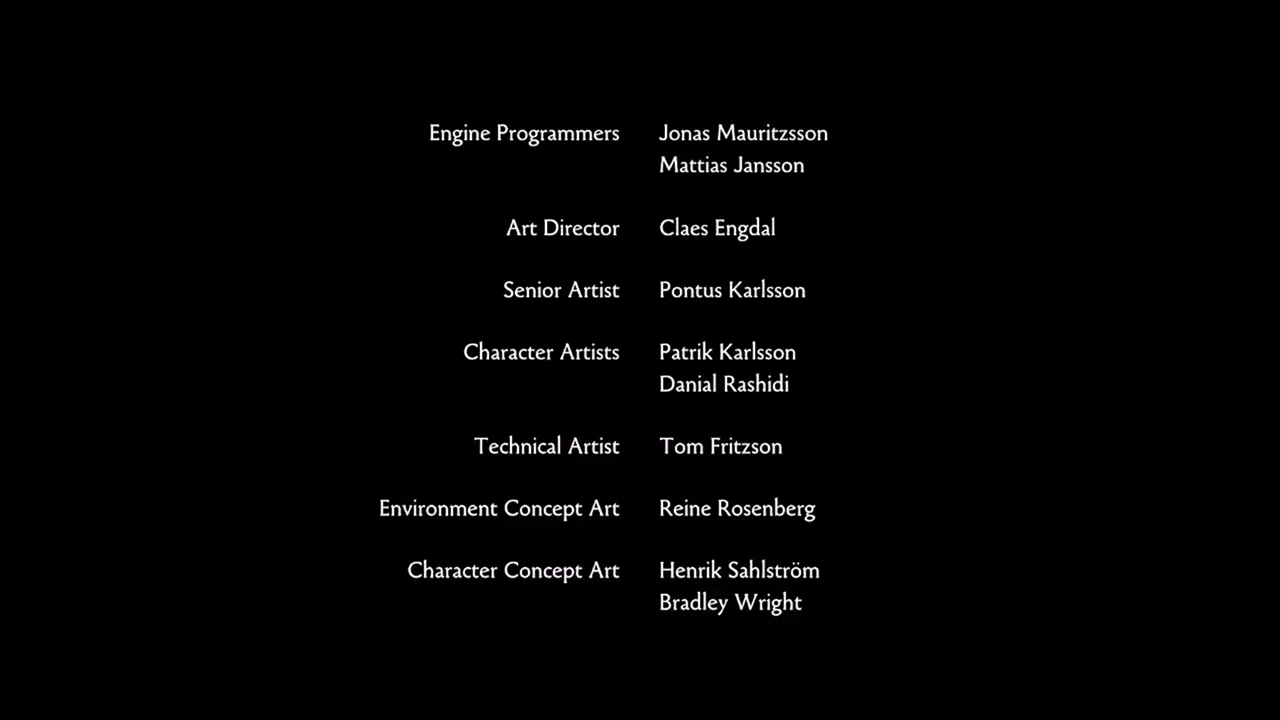 Engine Programmers Jonas Mauritzsson
Mattias Jansson
Art Director Claes Engdal
Senior Artist Pontus Karlsson
Character Artists Patrik Karlsson
Danial Rashidi
Technical Artist Tom Fritzson
Environment Concept Art Reine Rosenberg
Character Concept Art Henrik Sahlström
Bradley Wright